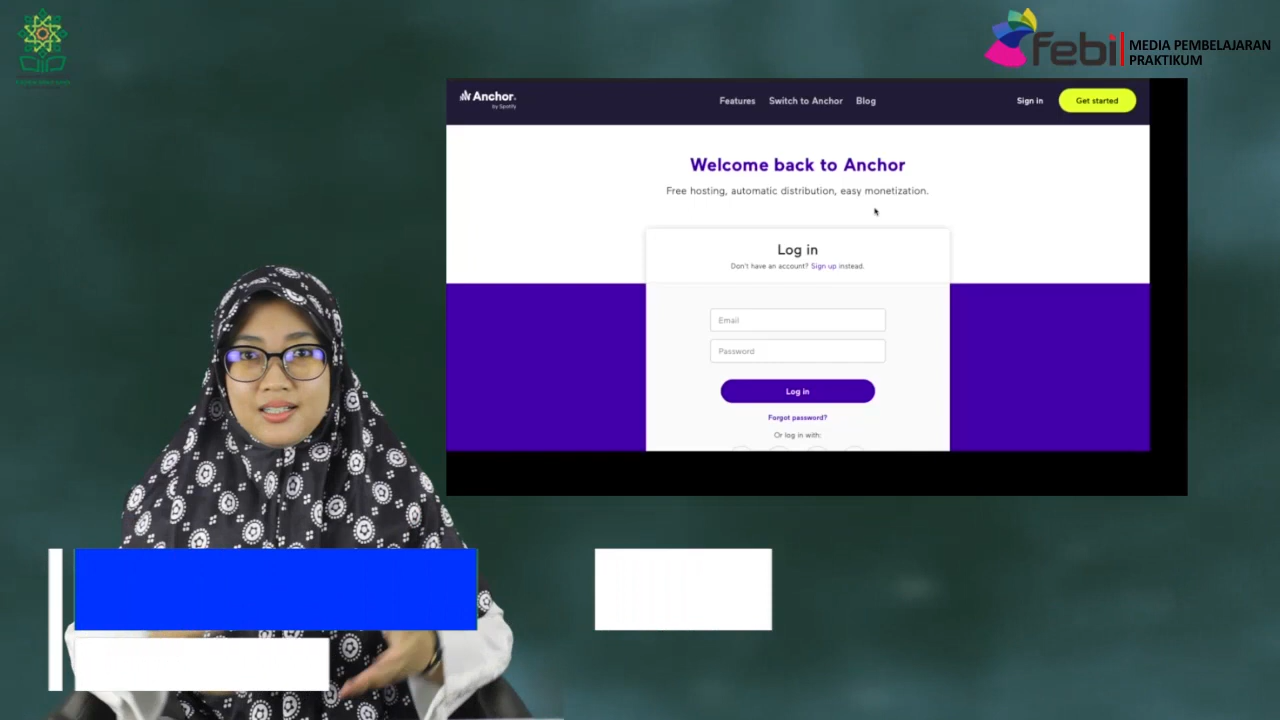 febi
MEDIA PEMBELAJARAN
PRAKTIKUM
Anchor
by Spotify
Features
Switch to Anchor
Blog
Sign in
Get started
Welcome back to Anchor
Free hosting, automatic distribution, easy monetization.
Log in
Don't have an account? Sign up instead.
Email
Password
Log in
Forgot password?
Or log in with: